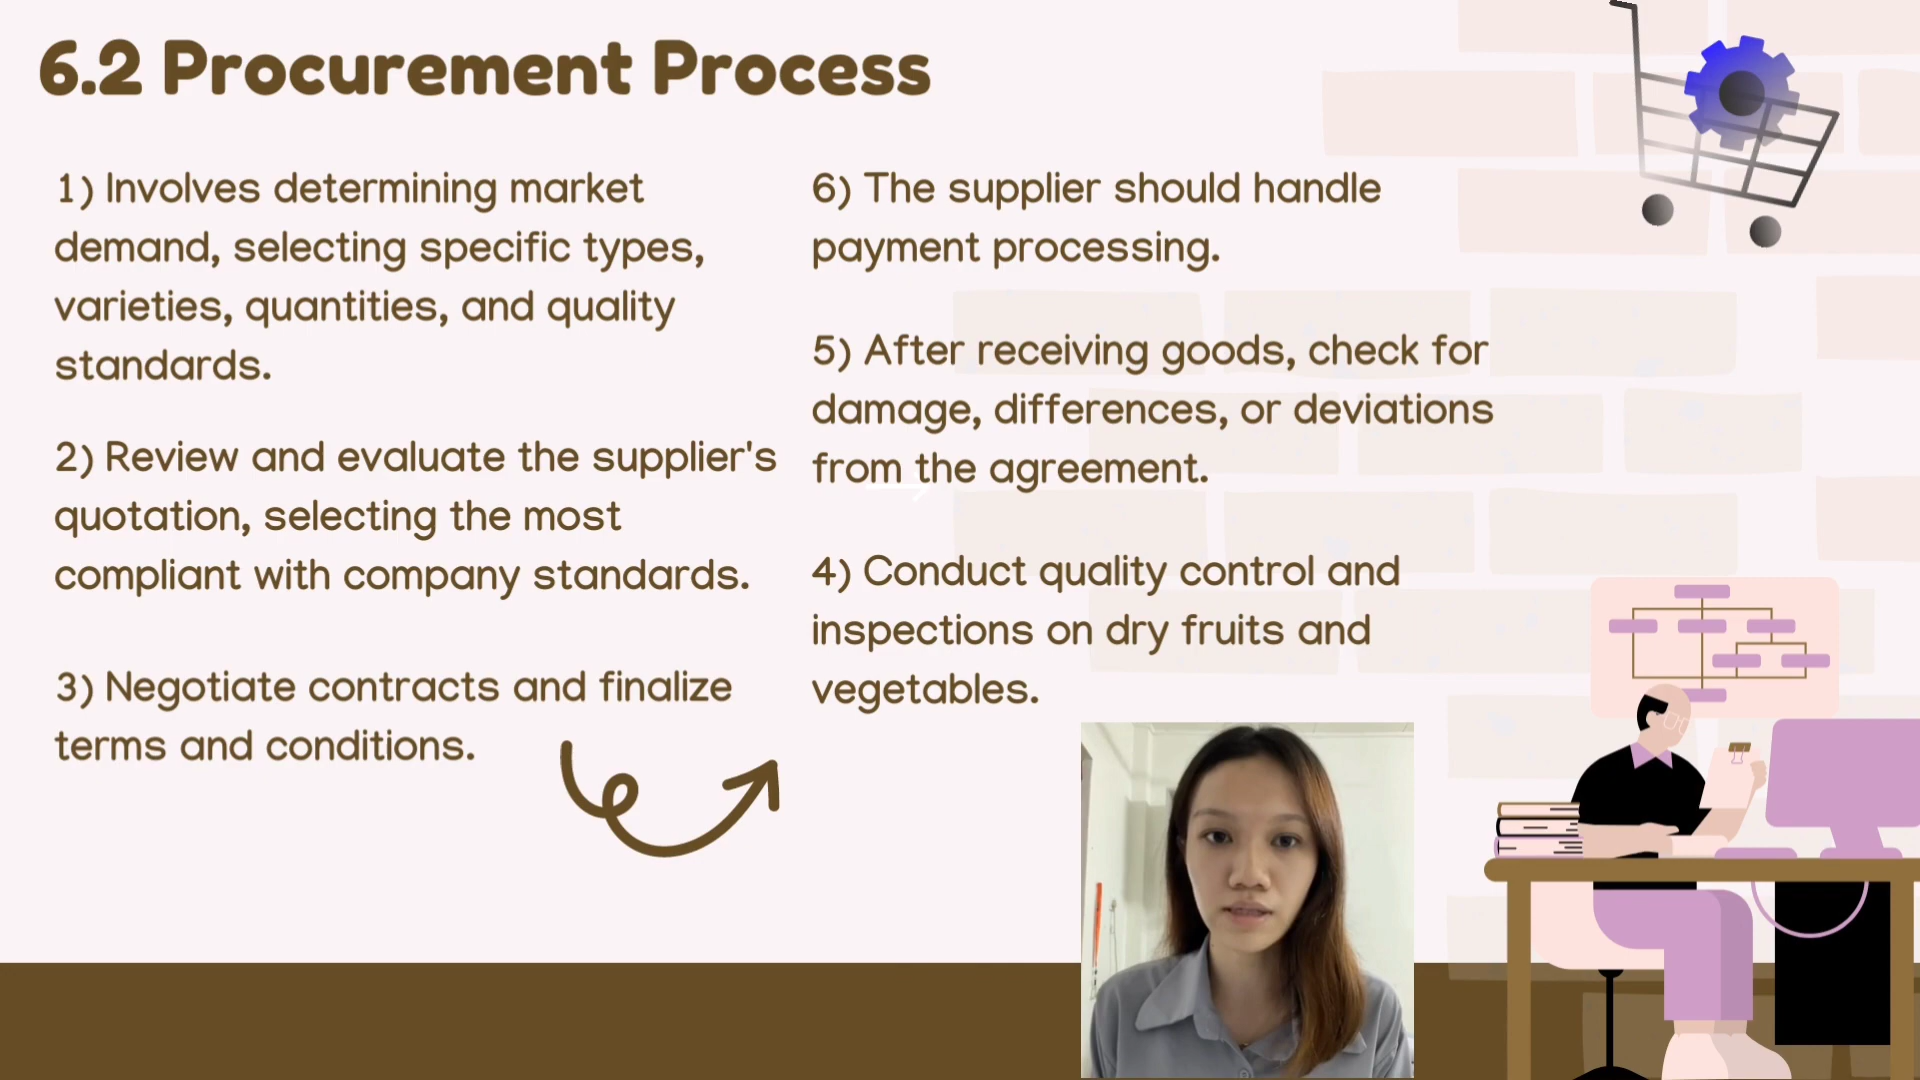 6.2 Procurement Process
1) Involves determining market
demand, selecting specific types,
varieties, quantities, and quality
standards.
2) Review and evaluate the supplier's
quotation, selecting the most
compliant with company standards.
3) Negotiate contracts and finalize
terms and conditions.
6) The supplier should handle
payment processing.
5) After receiving goods, check for
damage, differences, or deviations
from the agreement.
4) Conduct quality control and
inspections on dry fruits and
vegetables.